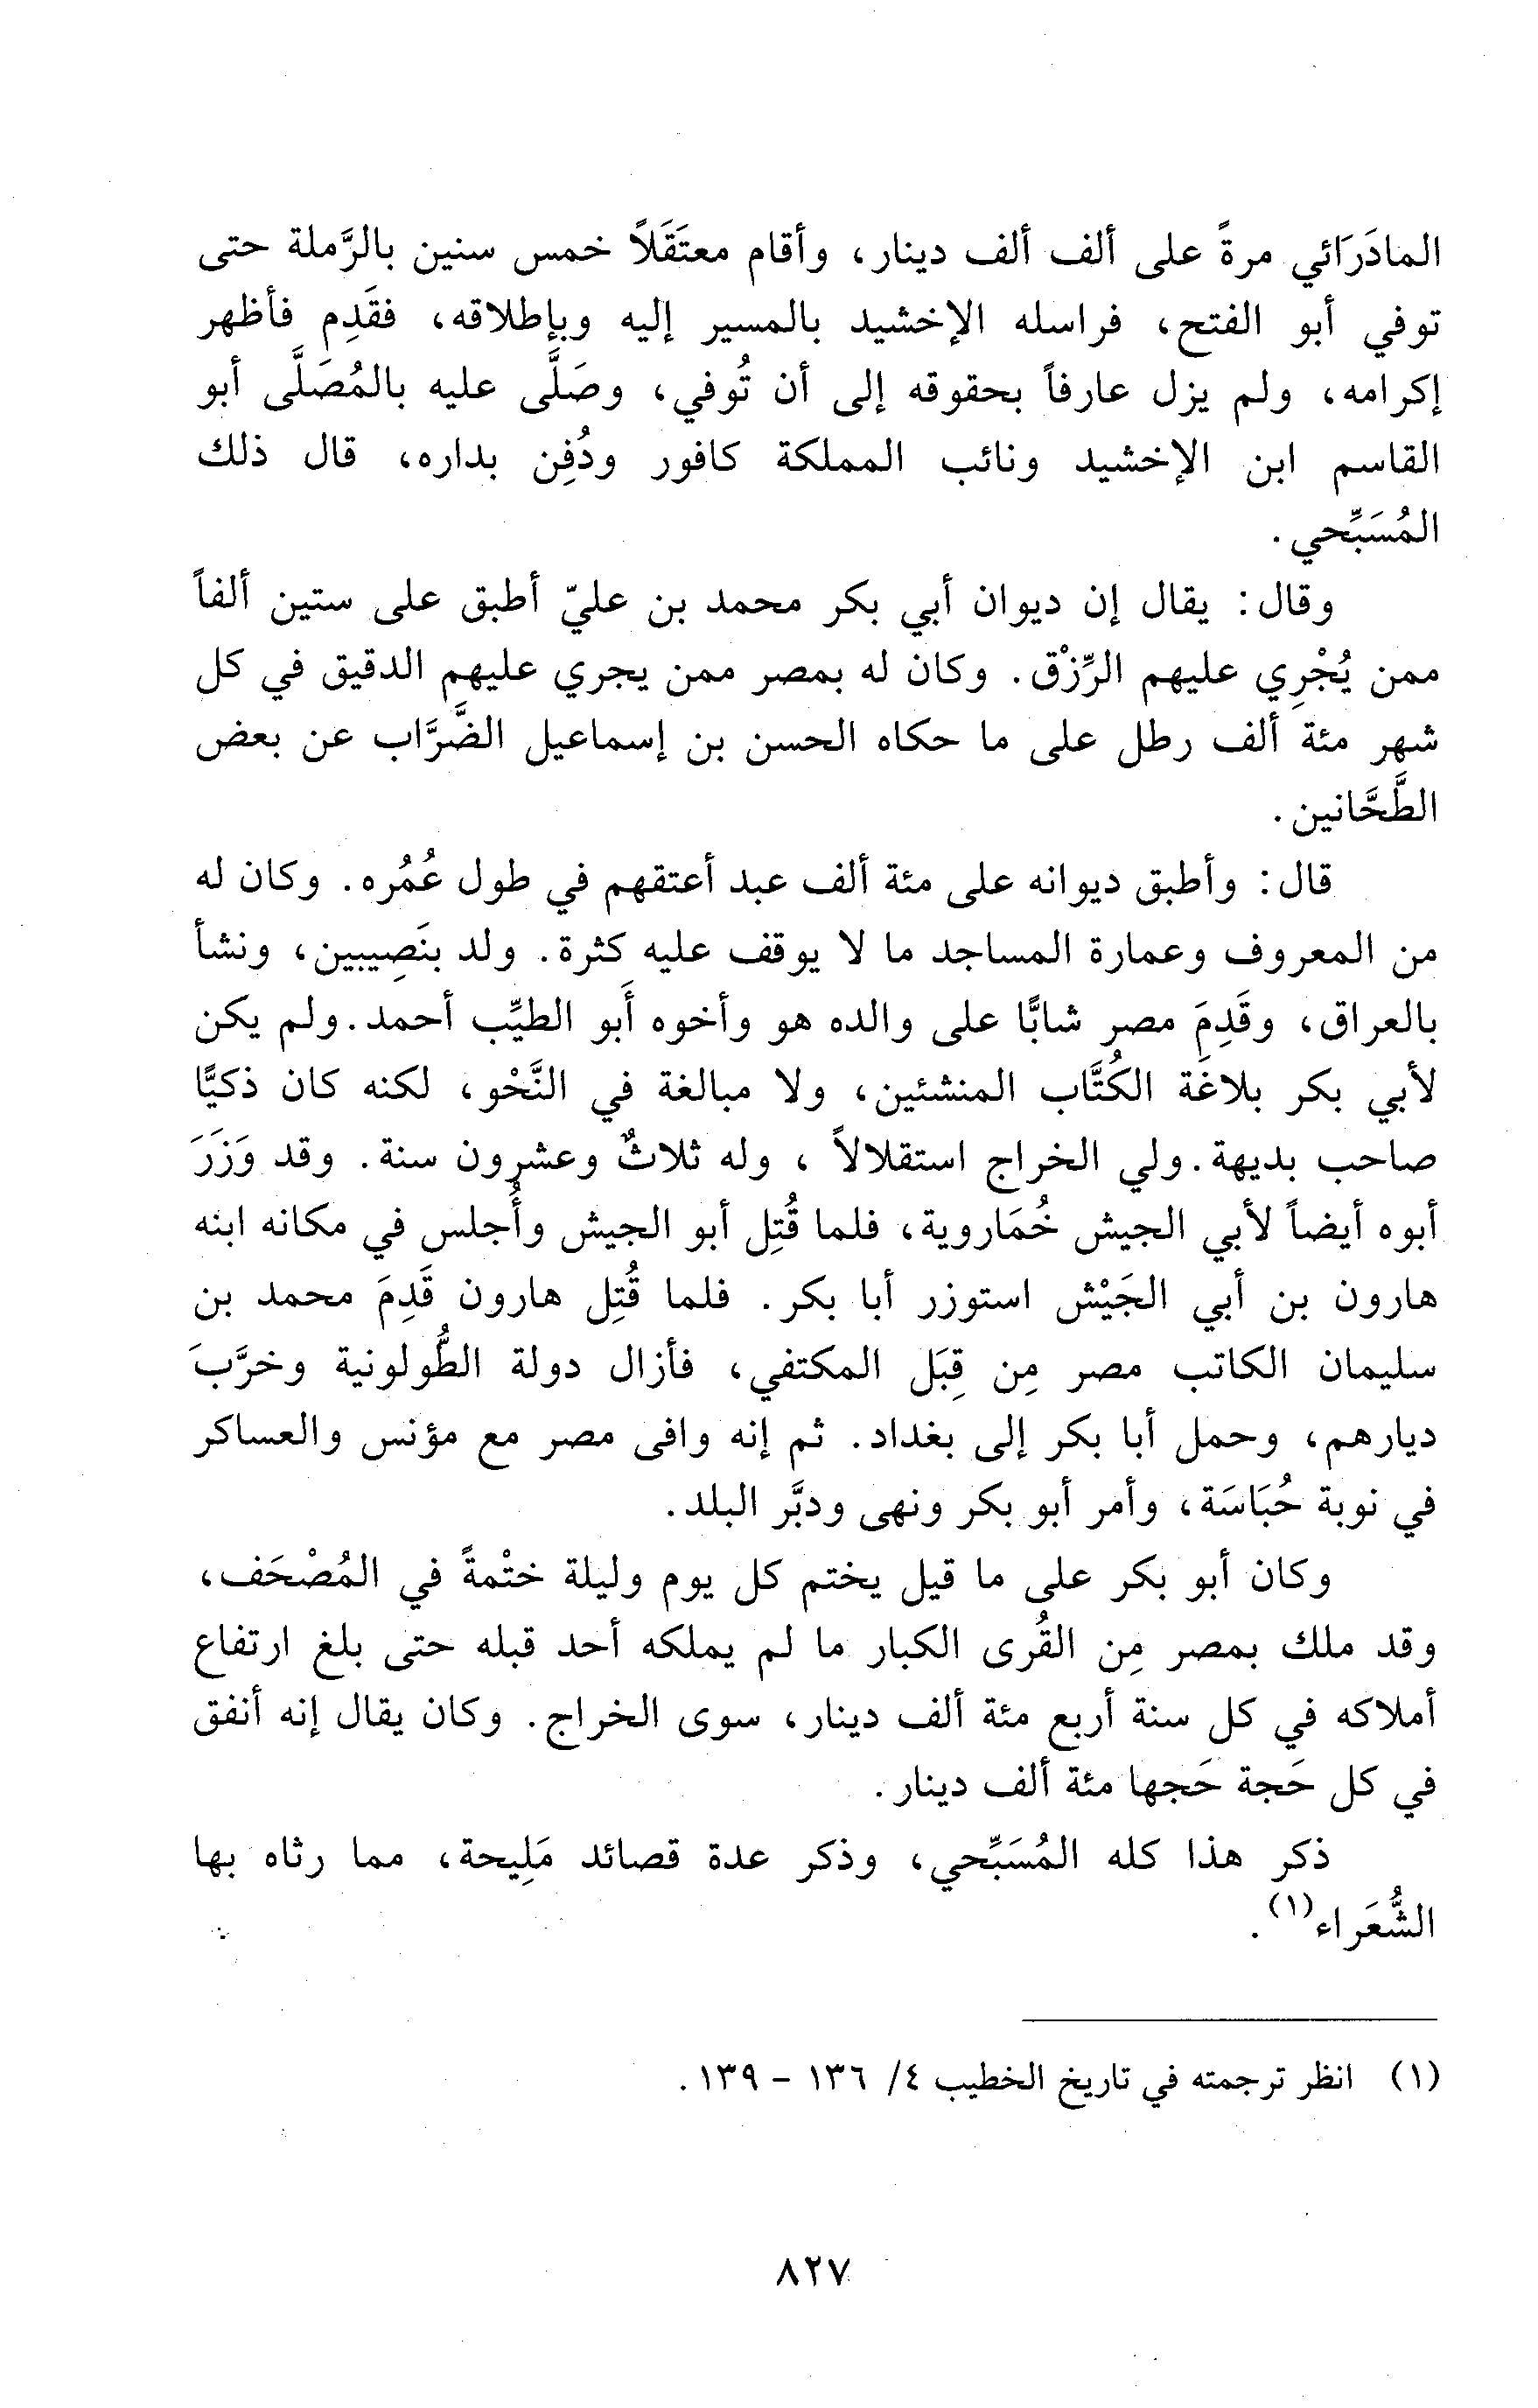 المادَرَائي مرةً على ألف ألف دينار، وأقام معتَقَلاً خمس سنين بالرَّملة حتى
توفي أبو الفتح، فراسله الإخشيد بالمسير إليه وبإطلاقه، فقَدِم فأظهر
إكرامه، ولم يزل عارفاً بحقوقه إلى أن تُوفي، وصَلَّى عليه بالمُصَلَّى أبو
القاسم ابن الإخشيد ونائب المملكة كافور ودُفِن بداره، قال ذلك
المُسَبِّحي.
وقال: يقال إن ديوان أبي بكر محمد بن عليّ أطبق على ستين ألفاً
ممن يُجْرِي عليهم الرِّزْق. وكان له بمصر ممن يجري عليهم الدقيق في كل
شهر مئة ألف رطل على ما حكاه الحسن بن إسماعيل الضَّرَّاب عن بعض
الطَّحَّانين.
قال: وأطبق ديوانه على مئة ألف عبد أعتقهم في طول عُمُره. وكان له
من المعروف وعمارة المساجد ما لا يوقف عليه كثرة. ولد بنَصِيبين، ونشأ
بالعراق، وقَدِمَ مصر شابًّا على والده هو وأخوه أَبو الطيِّب أحمد. ولم يكن
لأبي بكر بلاغَة الكُتَّاب المنشئين، ولا مبالغة في النَّحْو، لكنه كان ذكيًّا
صاحب بديهة. ولي الخراج استقلالاً ، وله ثلاثٌ وعشرون سنة. وقد وَزَرَ
أبوه أيضاً لأبي الجيش خُمَاروية، فلما قُتِل أبو الجيش وأُجلس في مكانه ابنه
هارون بن أبي الجَيْش استوزر أبا بكر. فلما قُتِل هارون قَدِمَ محمد بن
سليمان الكاتب مصر مِن قِبَل المكتفي، فأزال دولة الطُّولونية وخرَّبَ
ديارهم، وحمل أبا بكر إلى بغداد. ثم إنه وافى مصر مع مؤنس والعساكر
في نوبة حُبَاسَة، وأمر أبو بكر ونهى ودبَّر البلد.
وكان أبو بكر على ما قيل يختم كل يوم وليلة ختْمةً في المُصْحَف،
وقد ملك بمصر مِن القُرى الكبار ما لم يملكه أحد قبله حتى بلغ ارتفاع
أملاكه في كل سنة أربع مئة ألف دينار، سوى الخراج. وكان يقال إنه أنفق
في كل حَجة حَجها مئة ألف دينار.
ذكر هذا كله المُسَبِّحي، وذكر عدة قصائد مَلِيحة، مما رثاه بها
الشُّعَراء(١).
(١) انظر ترجمته في تاريخ الخطيب ٤/ ١٣٦ - ١٣٩.
٨٢٧